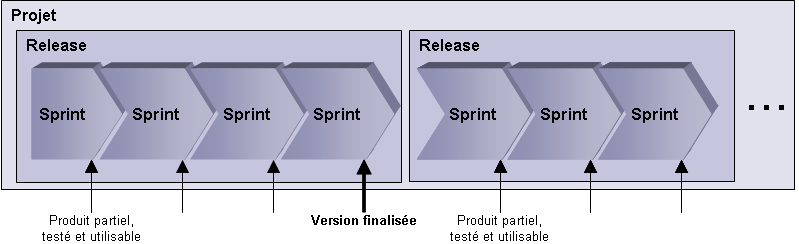 Projet
Release
Release
Sprint
Sprint
Sprint
Sprint
Sprint
Sprint
Sprint
...
Produit partiel,
testé et utilisable
Version finalisée
Produit partiel,
testé et utilisable